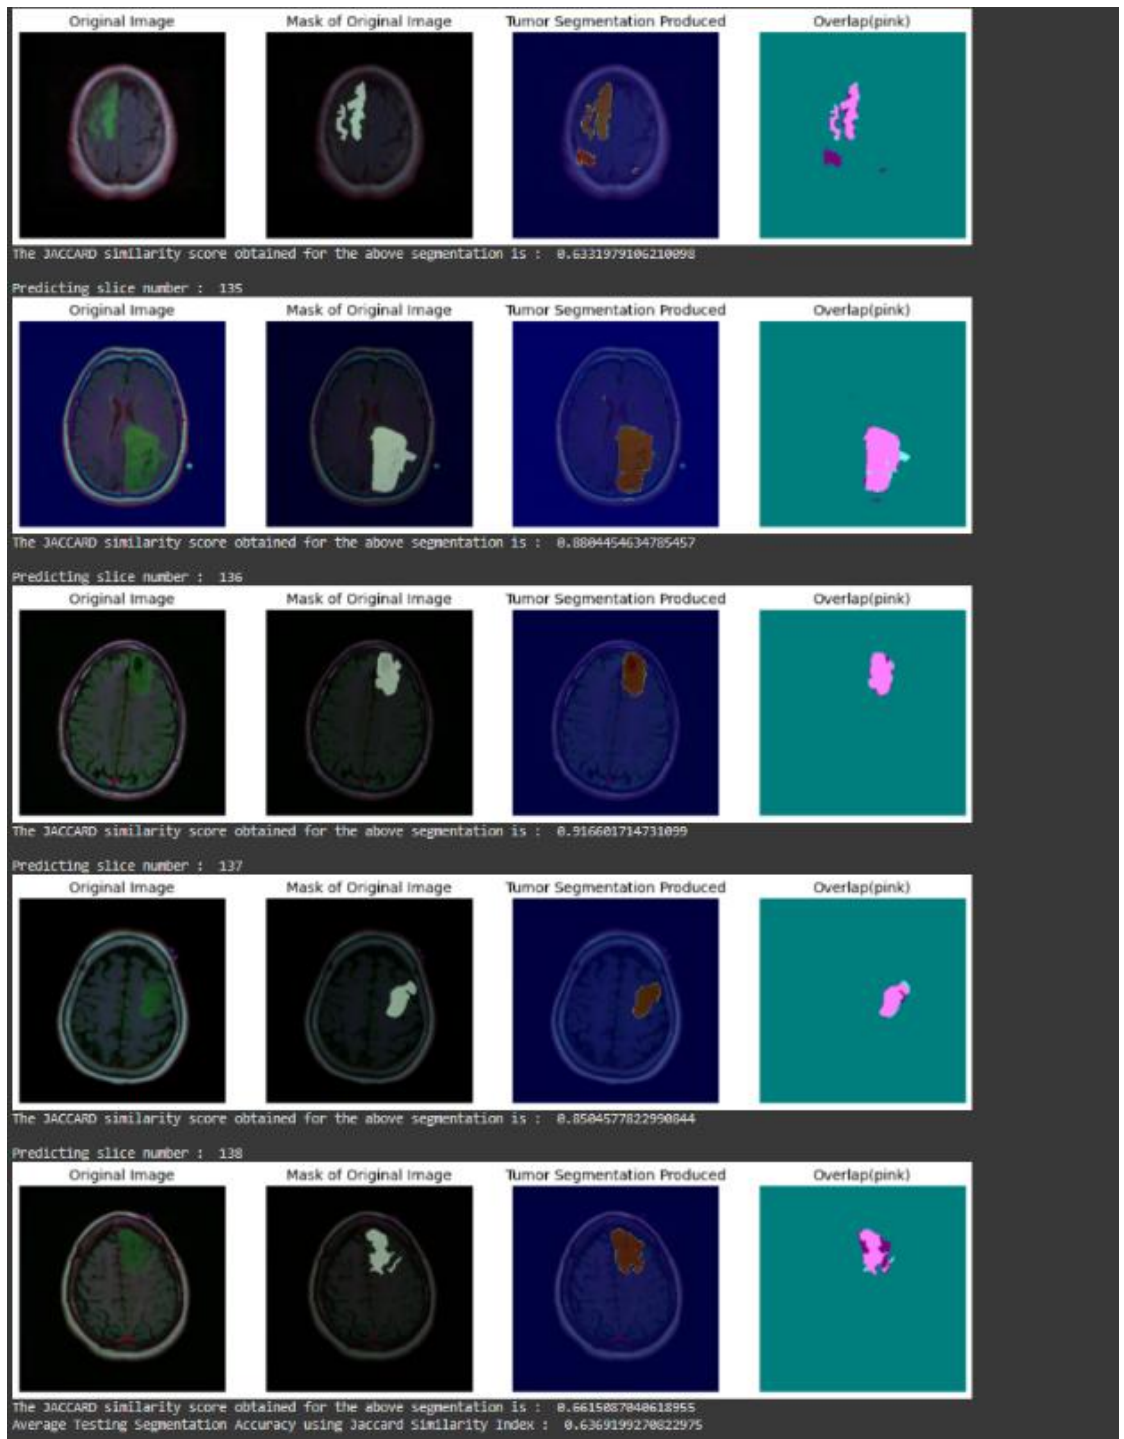 Original Image Mask of Original Image Tumor Segmentation Produced Overlap(pink)
The JACCARD similarity score obtained for the above segmentation is : 0.6331979106210098
Predicting slice number : 135
Original Image Mask of Original Image Tumor Segmentation Produced Overlap(pink)
The JACCARD similarity score obtained for the above segmentation is : 0.8804454634785457
Predicting slice number : 136
Original Image Mask of Original Image Tumor Segmentation Produced Overlap(pink)
The JACCARD similarity score obtained for the above segmentation is : 0.916601714731099
Predicting slice number : 137
Original Image Mask of Original Image Tumor Segmentation Produced Overlap(pink)
The JACCARD similarity score obtained for the above segmentation is : 0.8504577822990844
Predicting slice number : 138
Original Image Mask of Original Image Tumor Segmentation Produced Overlap(pink)
The JACCARD similarity score obtained for the above segmentation is : 0.6615087040618955
Average Testing Segmentation Accuracy using Jaccard Similarity Index : 0.6369199270822975